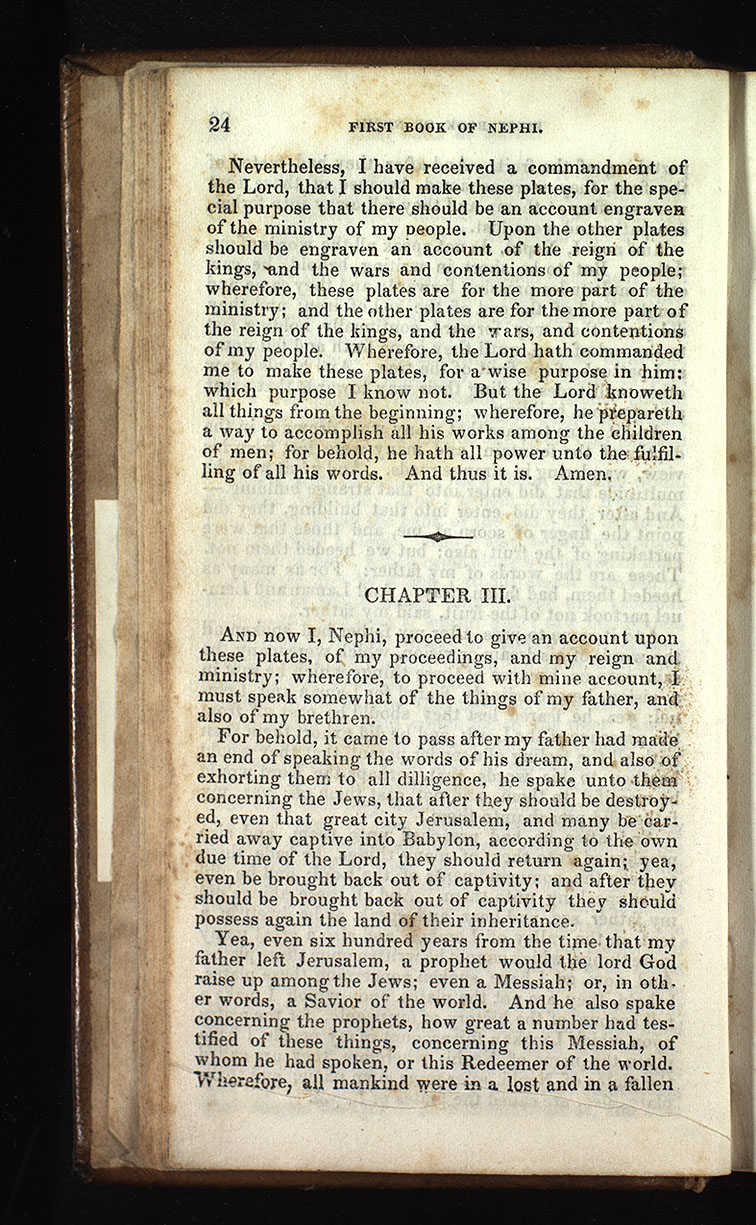 24 FIRST BOOK OF NEPHI.
Nevertheless, I have received a commandment of
the Lord, that I should make these plates, for the spe-
cial purpose that there should be an account engraven
of the ministry of my people. Upon the other plates
should be engraven an account of the reign of the
kings, and the wars and contentions of my people;
wherefore, these plates are for the more part of the
ministry; and the other plates are for the more part of
the reign of the kings, and the wars, and contentions
of my people. Wherefore, the Lord hath commanded
me to make these plates, for a wise purpose in him:
which purpose I know not. But the Lord knoweth
all things from the beginning; wherefore, he prepareth
a way to accomplish all his works among the children
of men; for behold, he hath all power unto the fulfil-
ling of all his words. And thus it is. Amen.
CHAPTER III.
AND now I, Nephi, proceed to give an account upon
these plates, of my proceedings, and my reign and
ministry; wherefore, to proceed with mine account, I
must speak somewhat of the things of my father, and
also of my brethren.
For behold, it came to pass after my father had made
an end of speaking the words of his dream, and also of
exhorting them to all dilligence, he spake unto them
concerning the Jews, that after they should be destroy-
ed, even that great city Jerusalem, and many be car-
ried away captive into Babylon, according to the own
due time of the Lord, they should return again; yea,
even be brought back out of captivity; and after they
should be brought back out of captivity they should
possess again the land of their inheritance.
Yea, even six hundred years from the time that my
father left Jerusalem, a prophet would the lord God
raise up among the Jews; even a Messiah; or, in oth-
er words, a Savior of the world. And he also spake
concerning the prophets, how great a number had tes-
tified of these things, concerning this Messiah, of
whom he had spoken, or this Redeemer of the world.
Wherefore, all mankind were in a lost and in a fallen